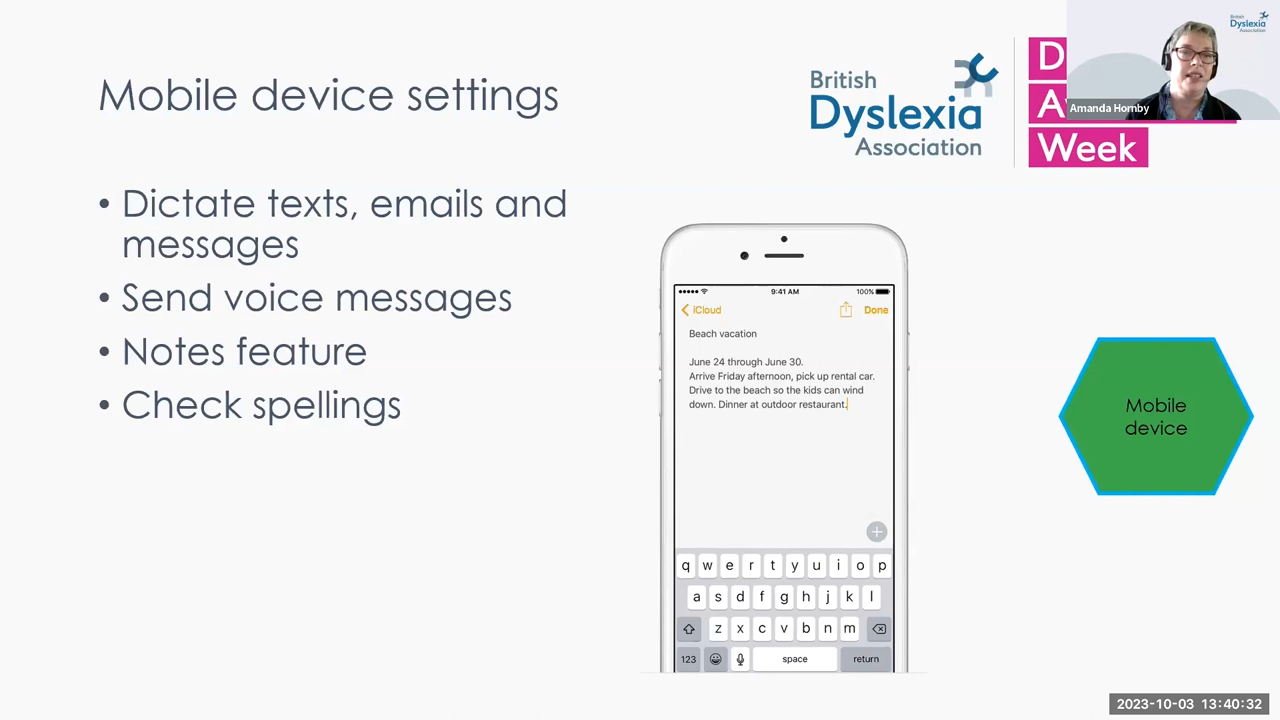 Mobile device settings
• Dictate texts, emails and
messages
• Send voice messages
• Notes feature
• Check spellings
British
Dyslexia
Association
D
A
Week
British
Dyslexia
Association
Amanda Hornby
9:41 AM
100%
iCloud
Done
Beach vacation
June 24 through June 30.
Arrive Friday afternoon, pick up rental car.
Drive to the beach so the kids can wind
down. Dinner at outdoor restaurant.
q w e r t y u i o p
a s d f g h j k l
z x c v b n m
123 space return
Mobile
device
2023-10-03 13:40:32